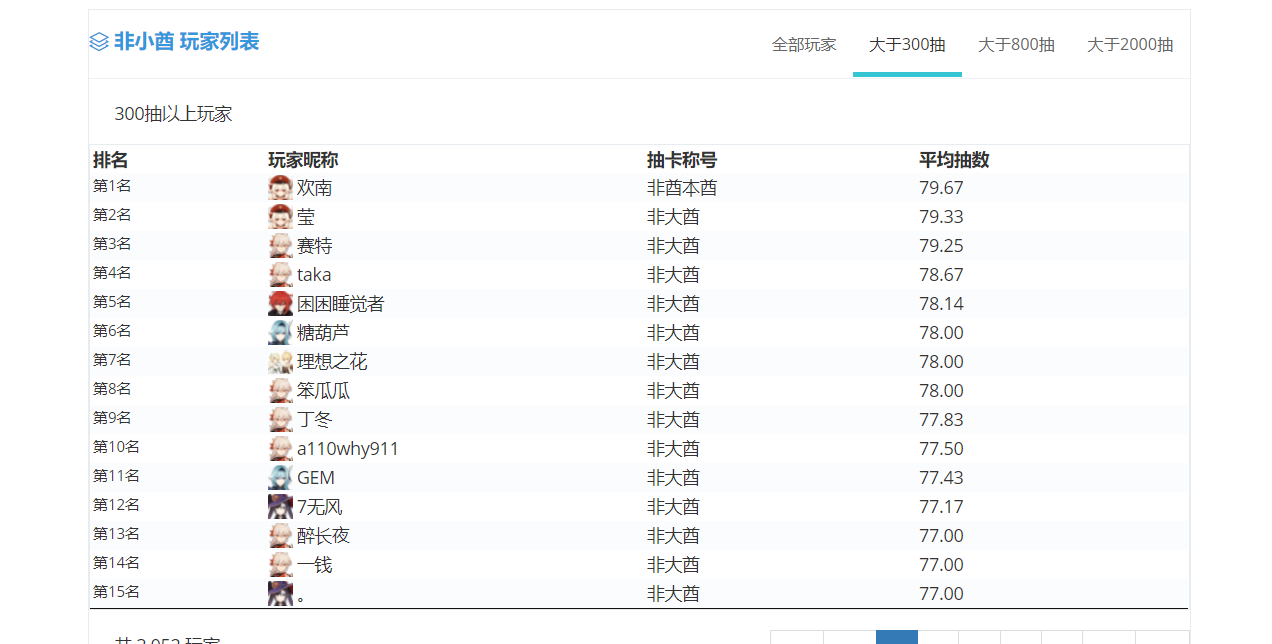 非小酋 玩家列表
全部玩家 大于300抽 大于800抽 大于2000抽
300抽以上玩家
排名 玩家昵称 抽卡称号 平均抽数
第1名 欢南 非酋本酋 79.67
第2名 莹 非大酋 79.33
第3名 赛特 非大酋 79.25
第4名 taka 非大酋 78.67
第5名 困困睡觉者 非大酋 78.14
第6名 糖葫芦 非大酋 78.00
第7名 理想之花 非大酋 78.00
第8名 笨瓜瓜 非大酋 78.00
第9名 丁冬 非大酋 77.83
第10名 a110why911 非大酋 77.50
第11名 GEM 非大酋 77.43
第12名 7无风 非大酋 77.17
第13名 醉长夜 非大酋 77.00
第14名 一钱 非大酋 77.00
第15名 。 非大酋 77.00